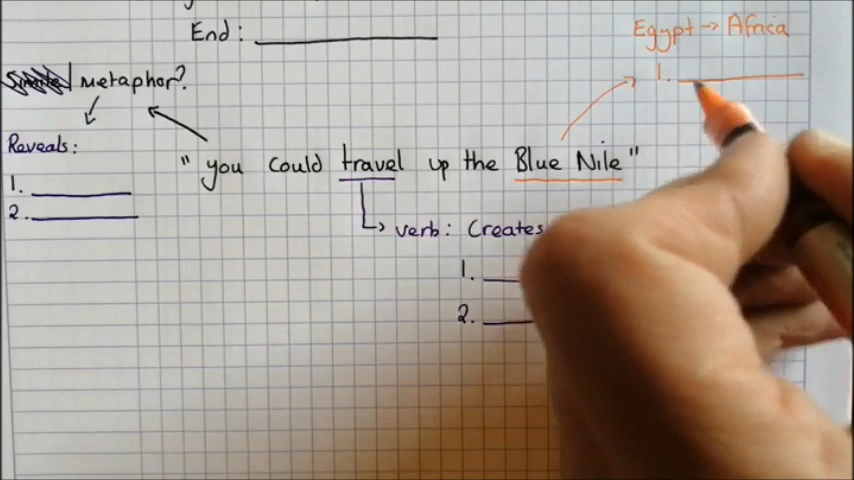 End:
Egypt → Africa
1.
metaphor?
Reveals:
1.
2.
"you could travel up the Blue Nile"
verb: Creates
1.
2.